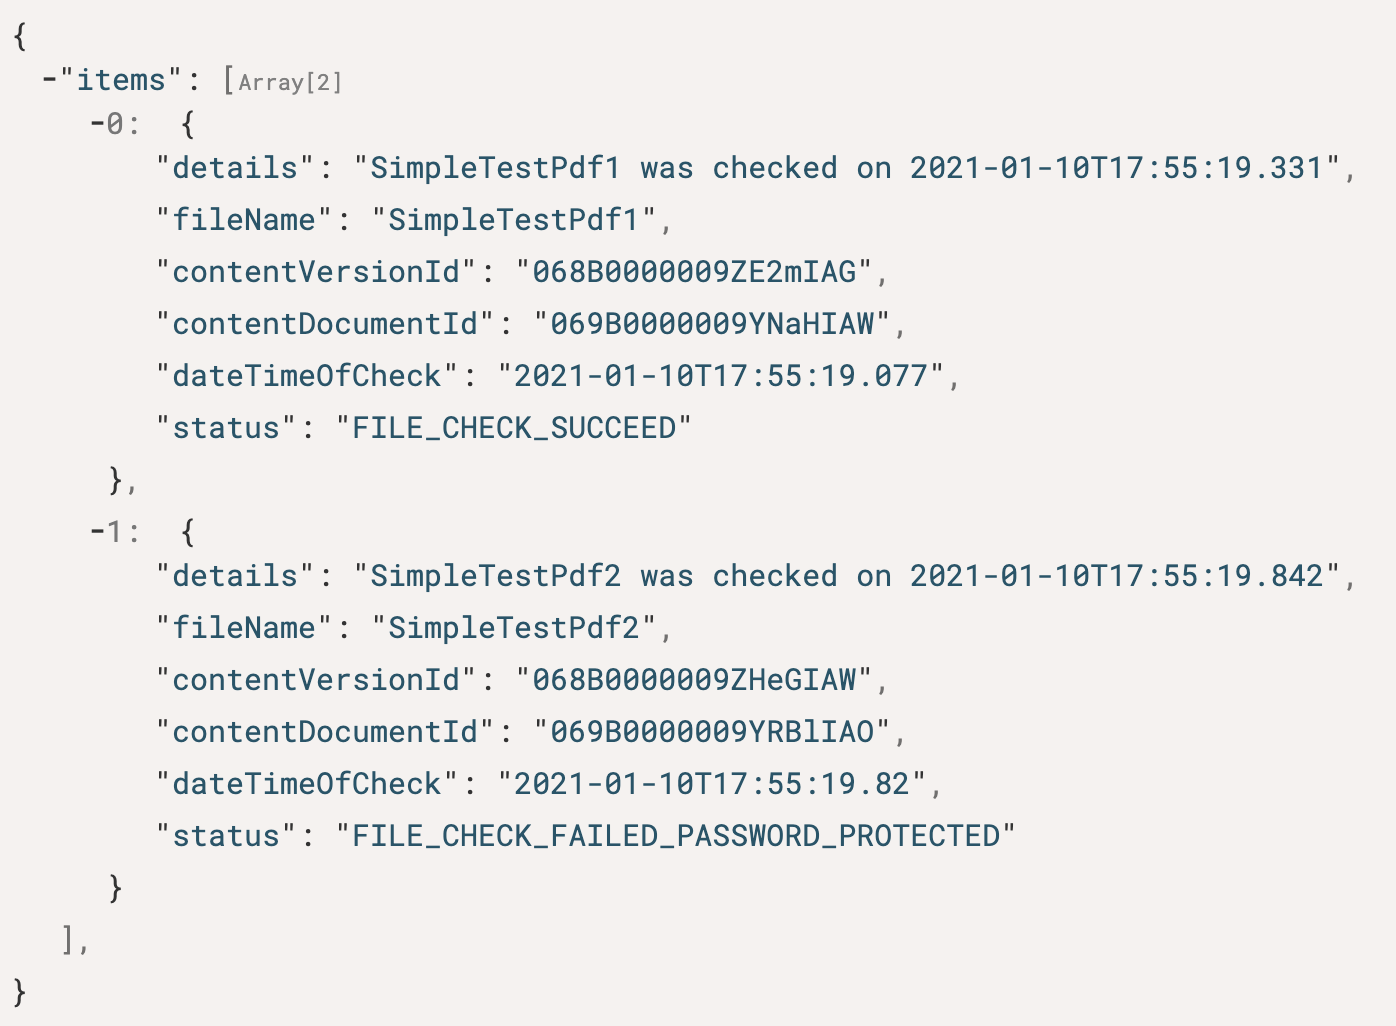 {
-"items": [Array[2]
-0: {
"details": "SimpleTestPdf1 was checked on 2021-01-10T17:55:19.331",
"fileName": "SimpleTestPdf1",
"contentVersionId": "068B0000009ZE2mIAG",
"contentDocumentId": "069B0000009YNaHIAW",
"dateTimeOfCheck": "2021-01-10T17:55:19.077",
"status": "FILE_CHECK_SUCCEED"
},
-1: {
"details": "SimpleTestPdf2 was checked on 2021-01-10T17:55:19.842",
"fileName": "SimpleTestPdf2",
"contentVersionId": "068B0000009ZHeGIAW",
"contentDocumentId": "069B0000009YRBlIAO",
"dateTimeOfCheck": "2021-01-10T17:55:19.82",
"status": "FILE_CHECK_FAILED_PASSWORD_PROTECTED"
}
],
}